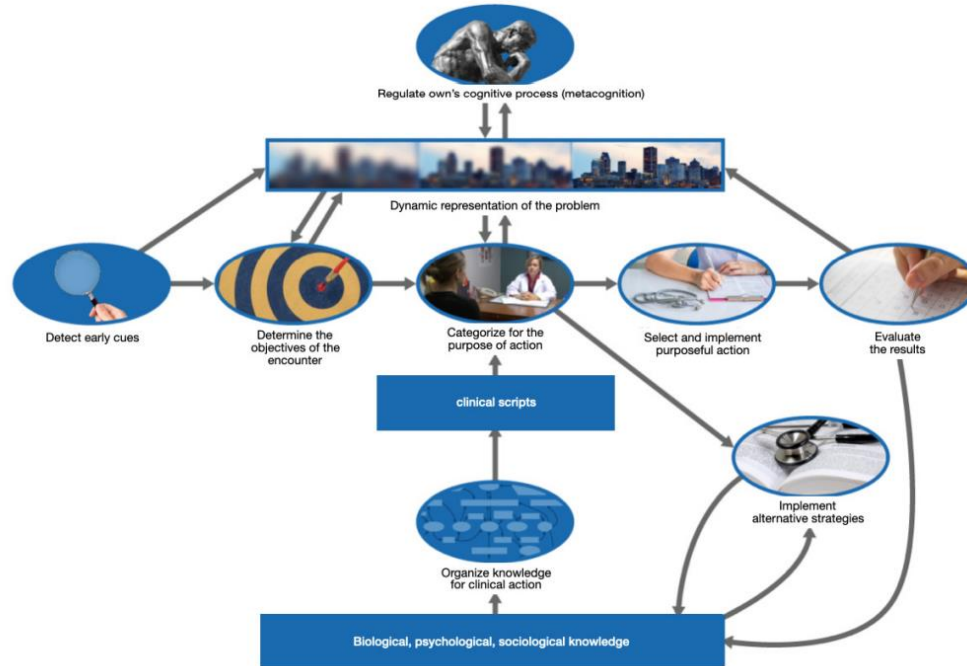 Regulate own's cognitive process (metacognition)
Dynamic representation of the problem
Detect early cues
Determine the
objectives of the
encounter
Categorize for the
purpose of action
Select and implement
purposeful action
Evaluate
the results
clinical scripts
Implement
alternative strategies
Organize knowledge
for clinical action
Biological, psychological, sociological knowledge